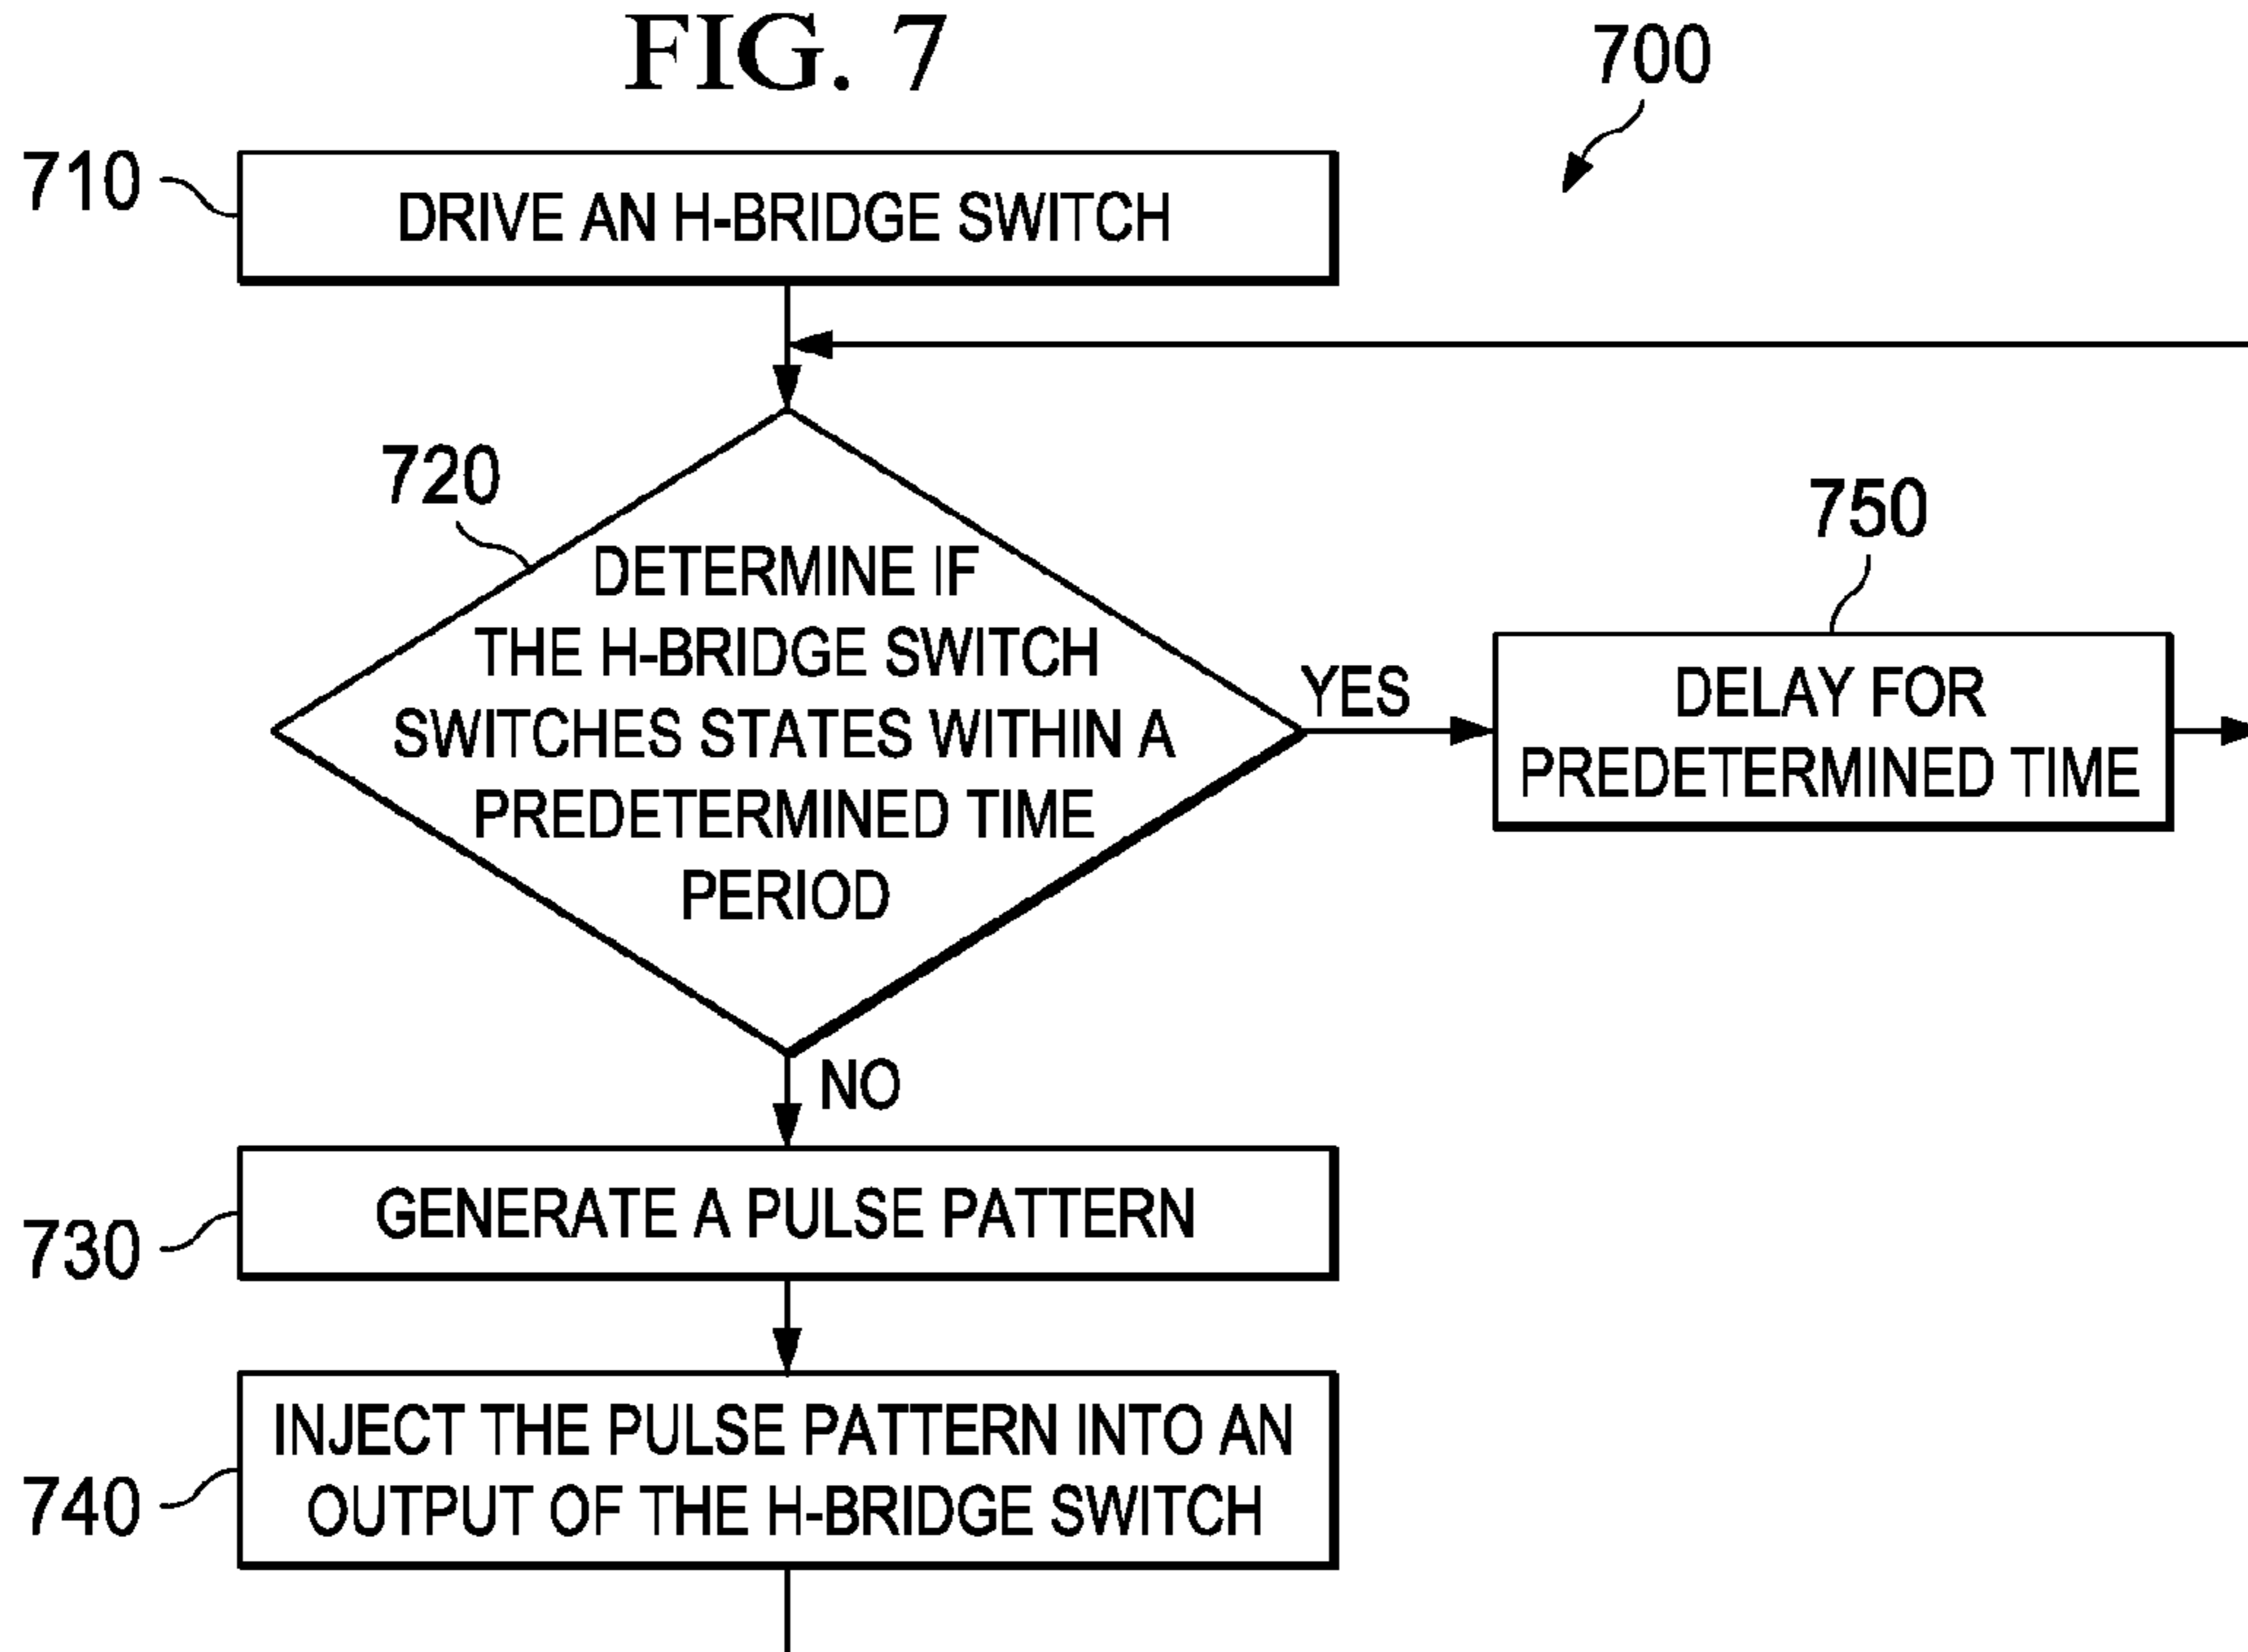 FIG. 7
700
710
DRIVE AN H-BRIDGE SWITCH
720
DETERMINE IF
THE H-BRIDGE SWITCH
SWITCHES STATES WITHIN A
PREDETERMINED TIME
PERIOD
YES
750
DELAY FOR
PREDETERMINED TIME
NO
730
GENERATE A PULSE PATTERN
740
INJECT THE PULSE PATTERN INTO AN
OUTPUT OF THE H-BRIDGE SWITCH